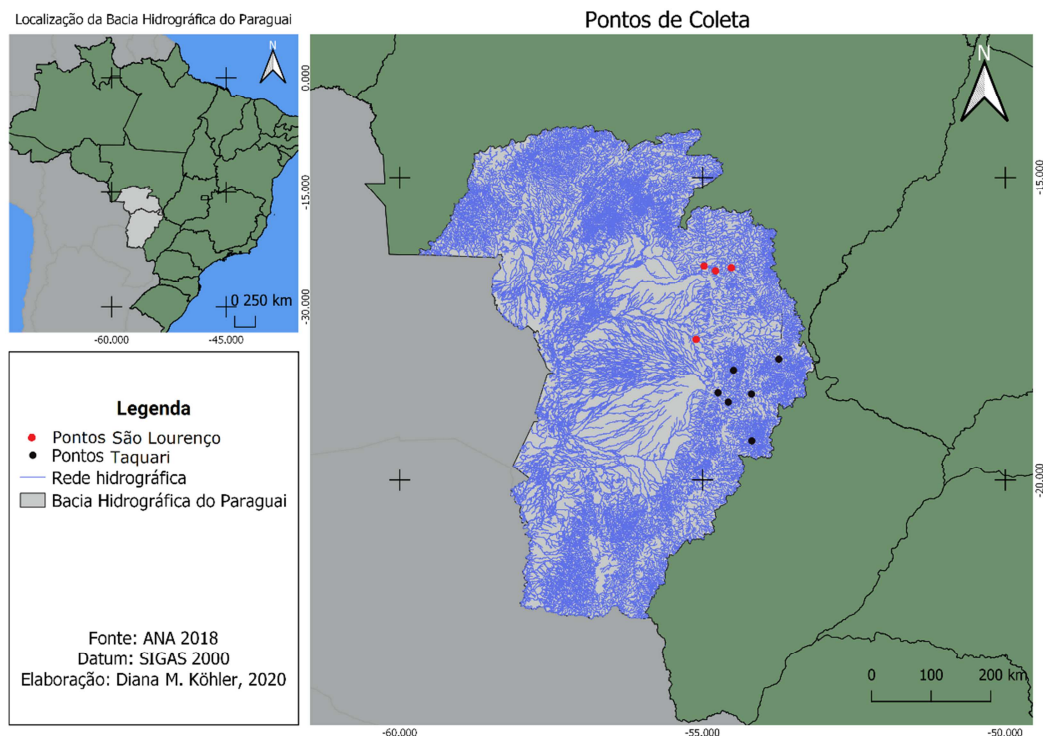 Localização da Bacia Hidrográfica do Paraguai
N
0.000
-15.000
-30.000
0 250 km
-60.000
-45.000
Legenda
Pontos São Lourenço
Pontos Taquari
Rede hidrográfica
Bacia Hidrográfica do Paraguai
Fonte: ANA 2018
Datum: SIGAS 2000
Elaboração: Diana M. Köhler, 2020
Pontos de Coleta
N
-15.000
-20.000
0 100 200 km
-60.000
-55.000
-50.000